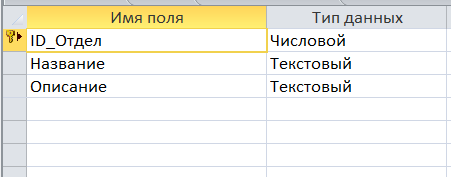 Имя поля Тип данных
ID_Отдел Числовой
Название Текстовый
Описание Текстовый